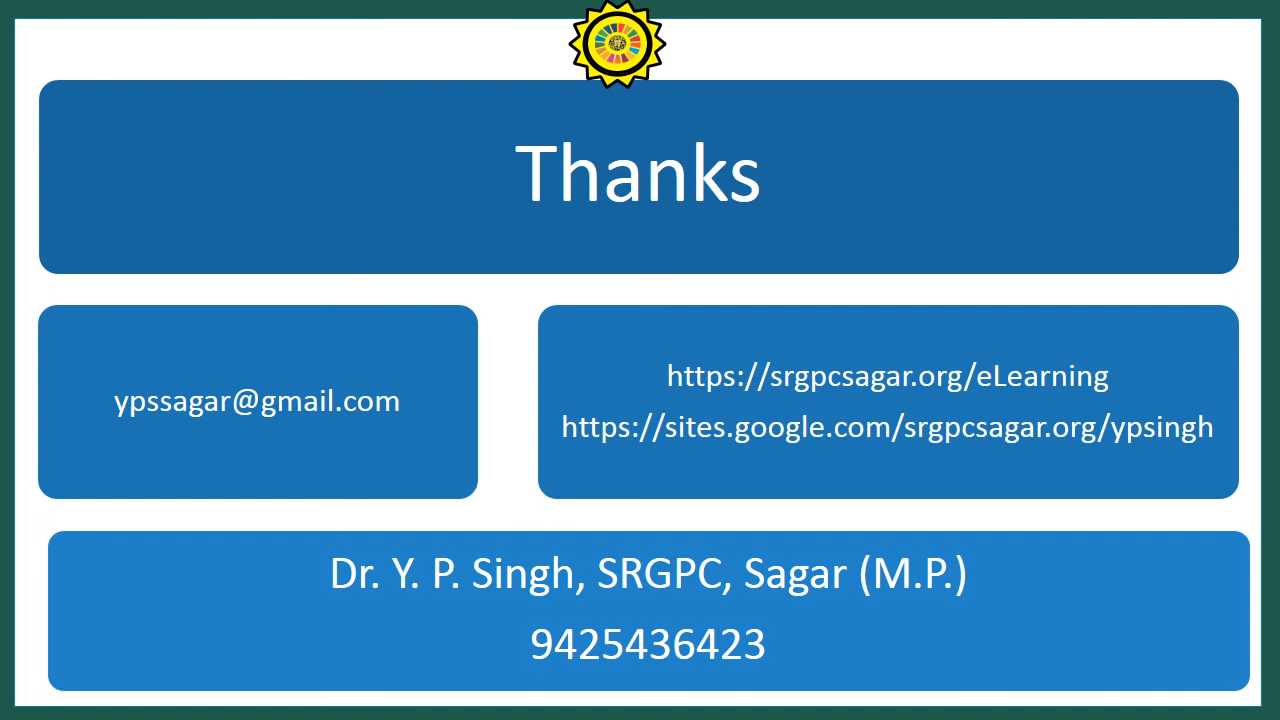 Thanks
ypssagar@gmail.com
https://srgpcsagar.org/eLearning
https://sites.google.com/srgpcsagar.org/ypsingh
Dr. Y. P. Singh, SRGPC, Sagar (M.P.)
9425436423